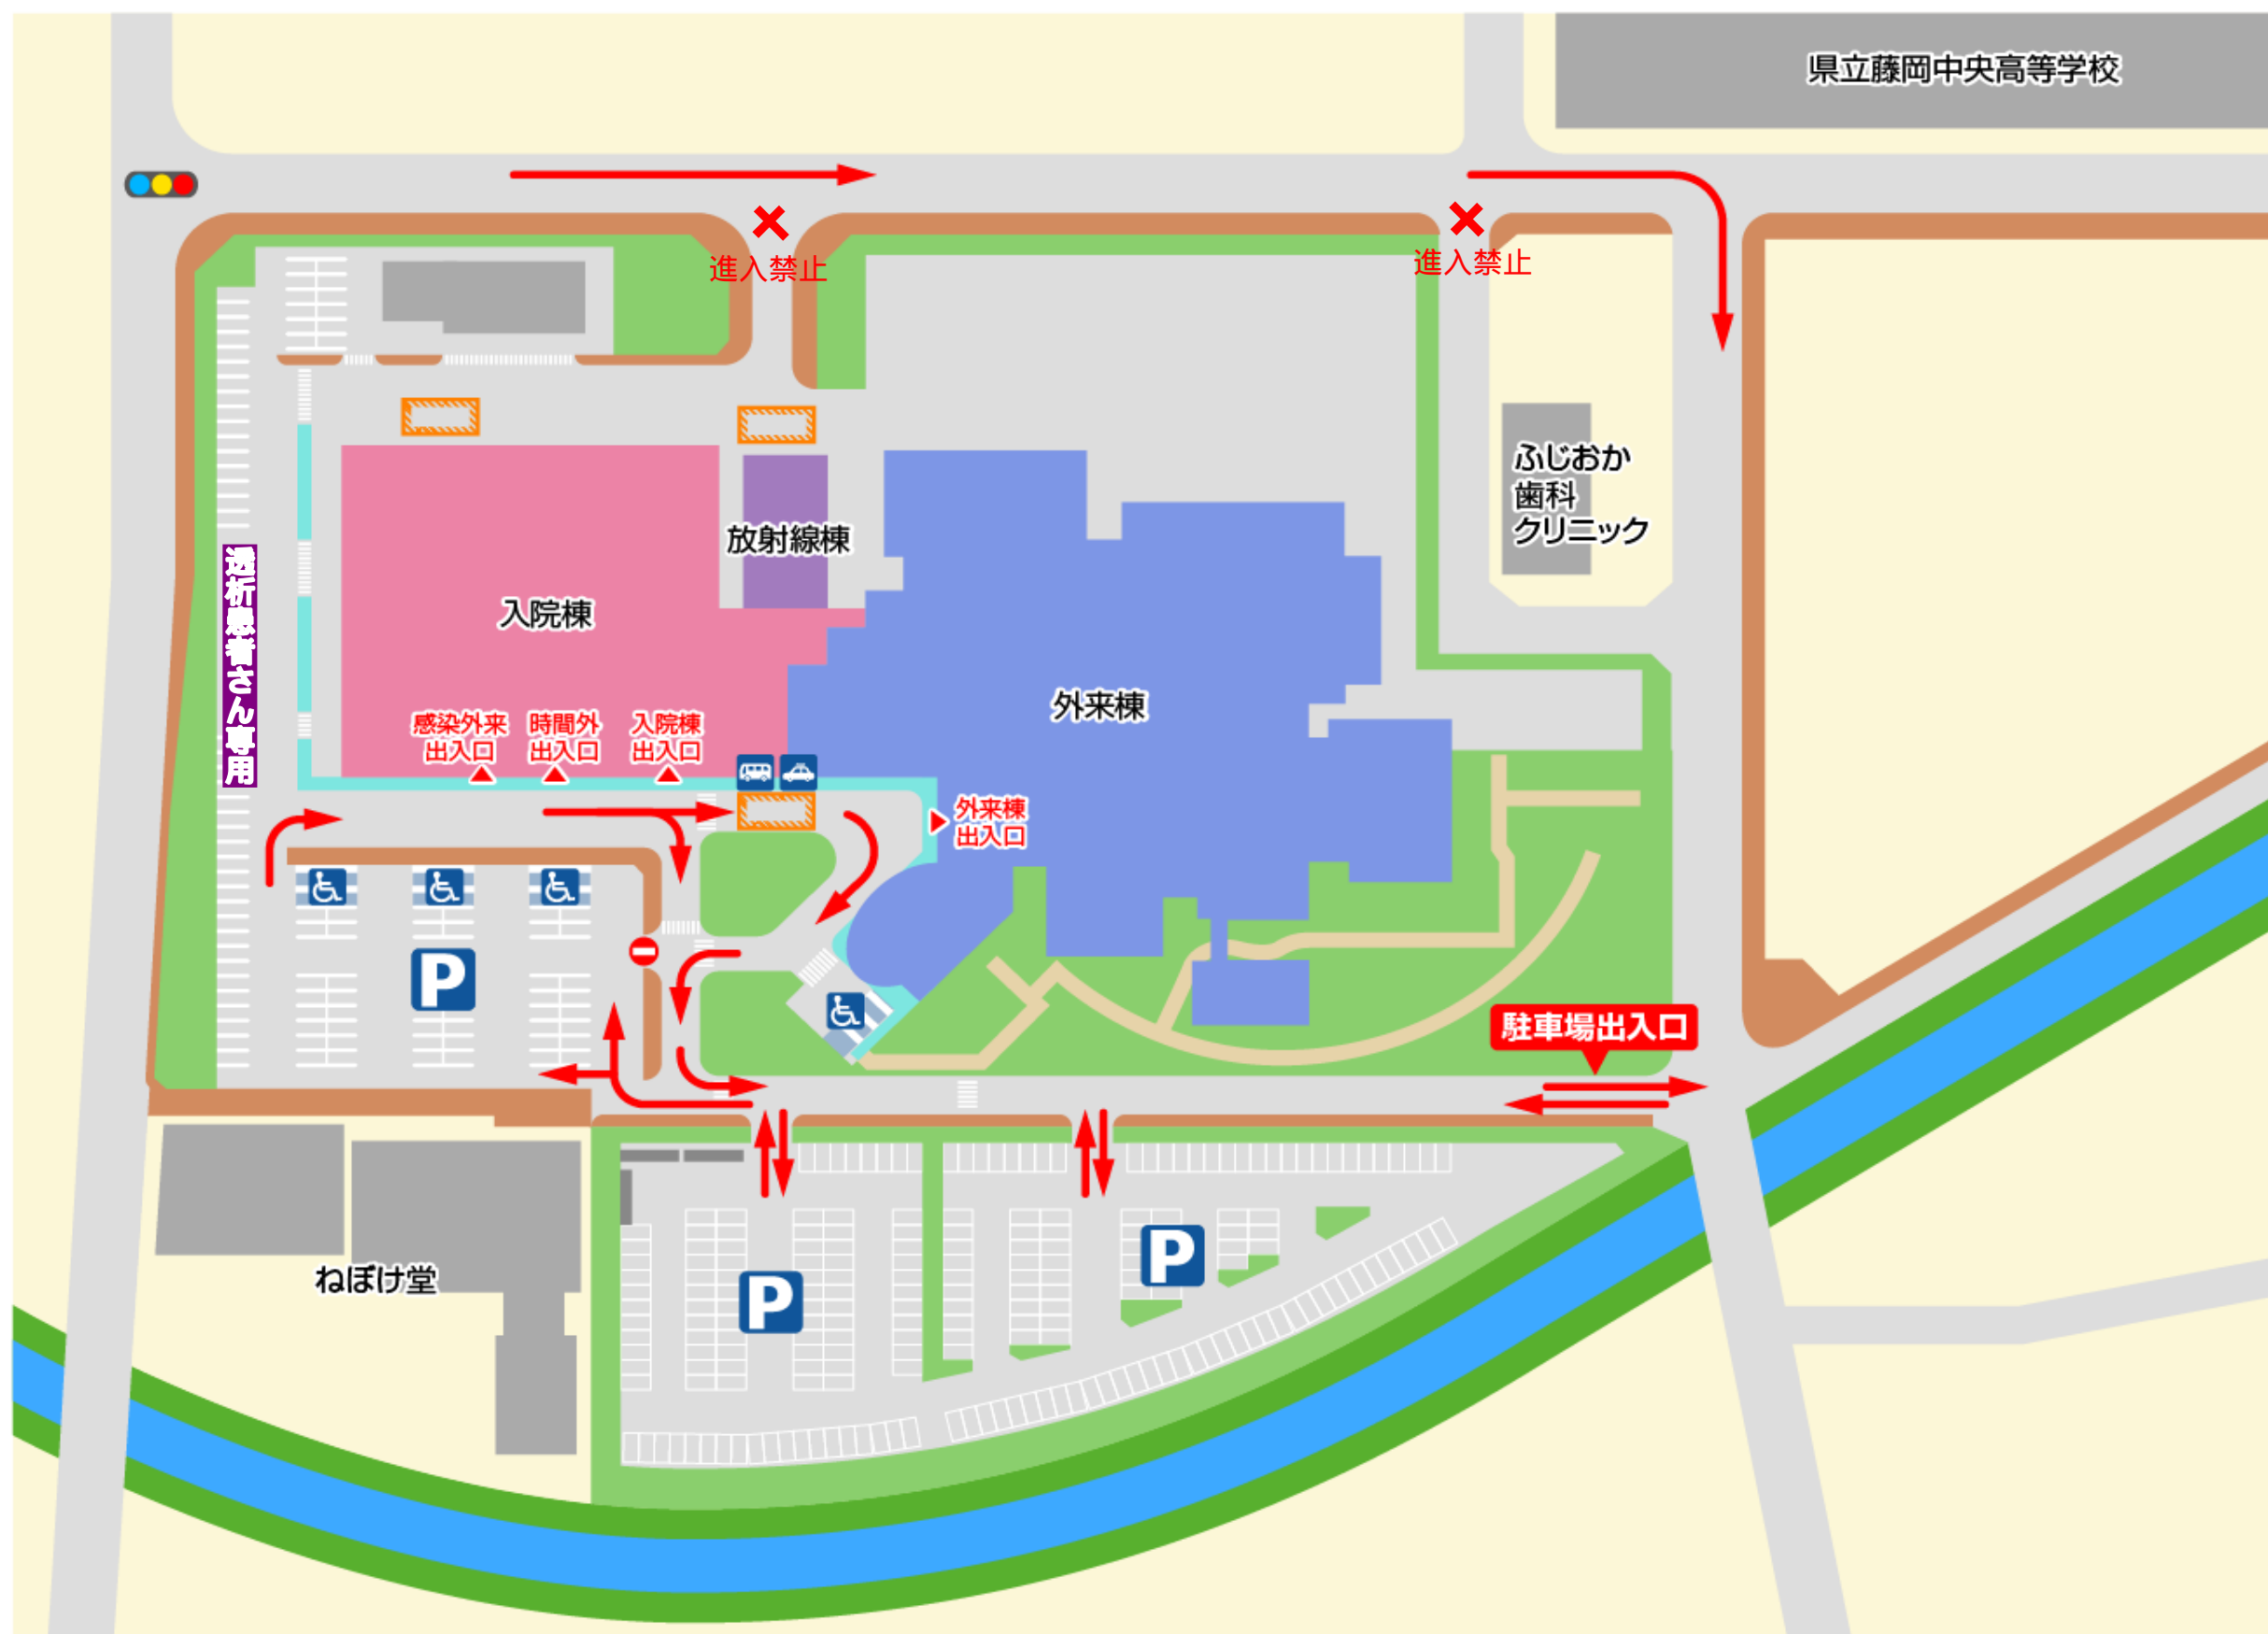 県立藤岡中央高等学校
進入禁止
進入禁止
ふじおか
歯科
クリニック
放射線棟
入院棟
透析患者さん専用
外来棟
感染外来
出入口
時間外
出入口
入院棟
出入口
外来棟
出入口
P
駐車場出入口
P
P
ねぼけ堂